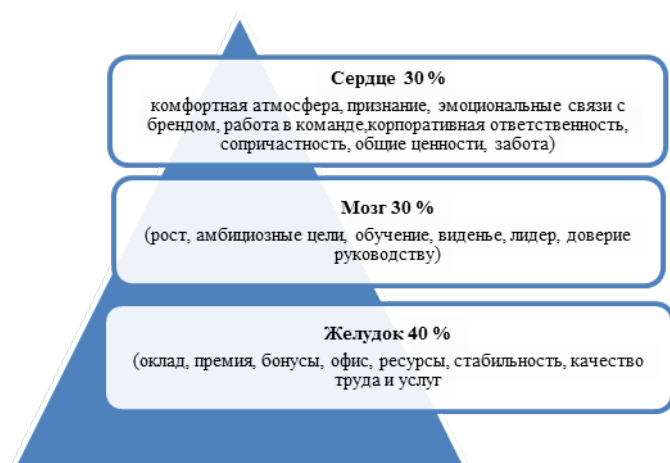 Сердце 30 %
комфортная атмосфера, признание, эмоциональные связи с
брендом, работа в команде,корпоративная ответственность,
сопричастность, общие ценности, забота)
Мозг 30 %
(рост, амбициозные цели, обучение, виденье, лидер, доверие
руководству)
Желудок 40 %
(оклад, премия, бонусы, офис, ресурсы, стабильность, качество
труда и услуг